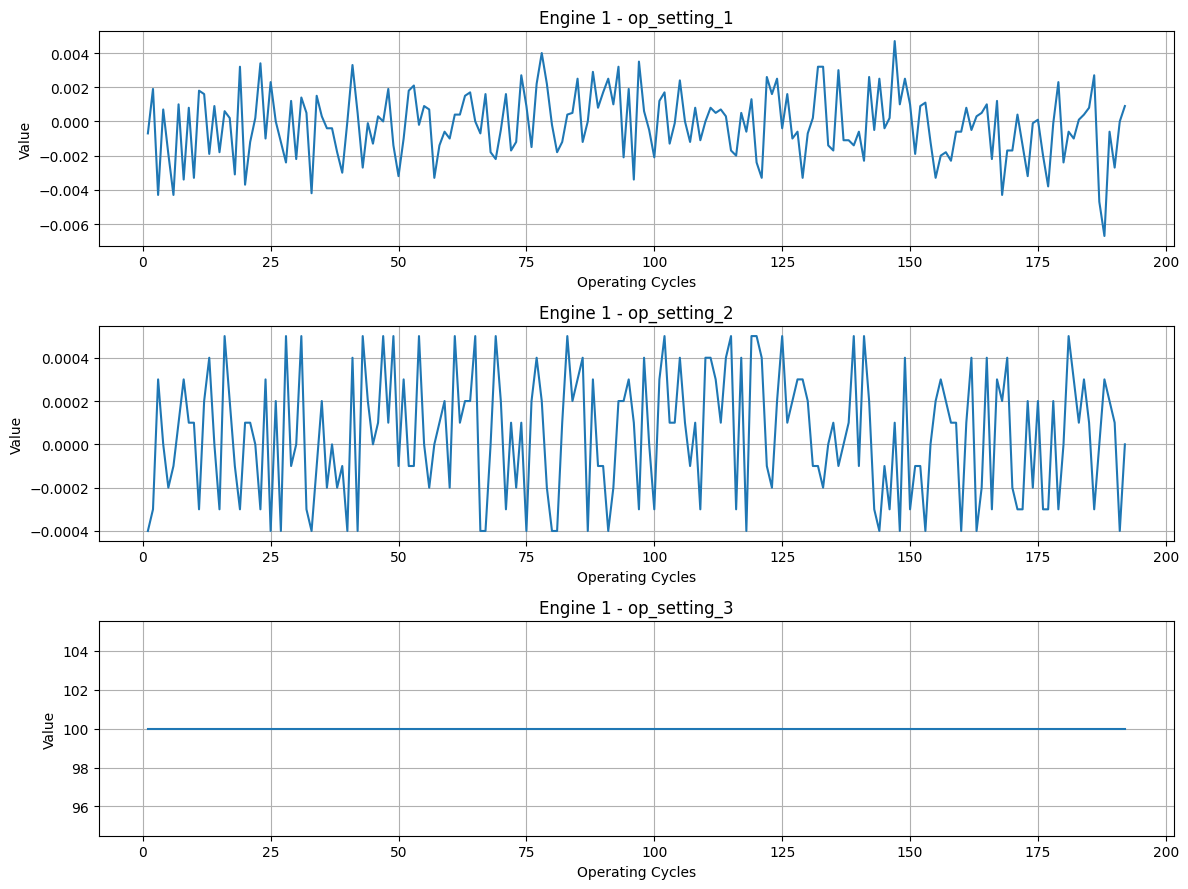 Engine 1 - op_setting_1
0.004
0.002
0.000
−0.002
−0.004
−0.006
Value
0 25 50 75 100 125 150 175 200
Operating Cycles
Engine 1 - op_setting_2
0.0004
0.0002
0.0000
−0.0002
−0.0004
Value
0 25 50 75 100 125 150 175 200
Operating Cycles
Engine 1 - op_setting_3
104
102
100
98
96
Value
0 25 50 75 100 125 150 175 200
Operating Cycles